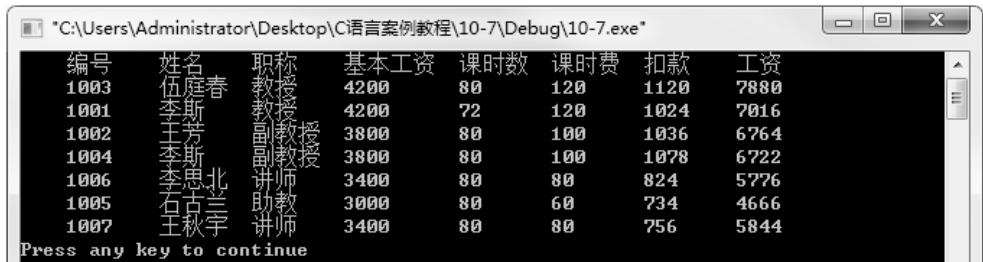 "C:\Users\Administrator\Desktop\C语言案例教程\10-7\Debug\10-7.exe"
编号 姓名 职称 基本工资 课时数 课时费 扣款 工资
1003 伍庭春 教授 4200 80 120 1120 7880
1001 李斯 教授 4200 72 120 1024 7016
1002 王芳 副教授 3800 80 100 1036 6764
1004 李斯 副教授 3800 80 100 1078 6722
1006 李思北 讲师 3400 80 80 824 5776
1005 石古兰 助教 3000 80 60 734 4666
1007 王秋宇 讲师 3400 80 80 756 5844
Press any key to continue